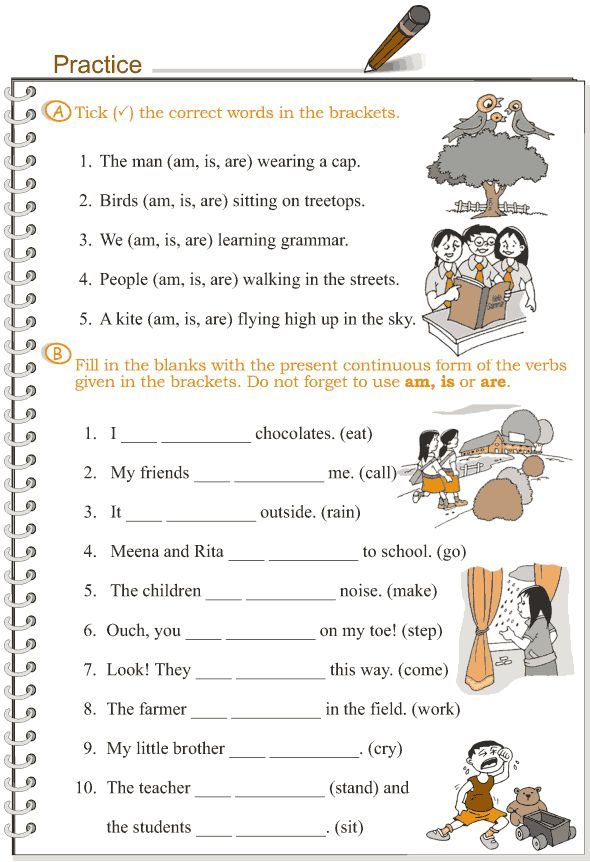 Practice
A Tick (✓) the correct words in the brackets.
1. The man (am, is, are) wearing a cap.
2. Birds (am, is, are) sitting on treetops.
3. We (am, is, are) learning grammar.
4. People (am, is, are) walking in the streets.
5. A kite (am, is, are) flying high up in the sky.
B
Fill in the blanks with the present continuous form of the verbs
given in the brackets. Do not forget to use am, is or are.
1. I ____ __________ chocolates. (eat)
2. My friends ____ __________ me. (call)
3. It ____ __________ outside. (rain)
4. Meena and Rita ____ __________ to school. (go)
5. The children ____ __________ noise. (make)
6. Ouch, you ____ __________ on my toe! (step)
7. Look! They ____ __________ this way. (come)
8. The farmer ____ __________ in the field. (work)
9. My little brother ____ __________. (cry)
10. The teacher ____ __________ (stand) and
the students ____ __________. (sit)